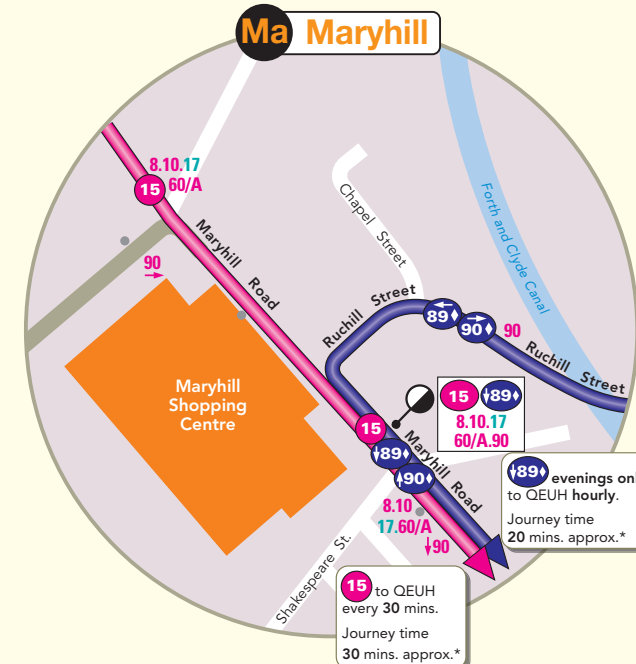 Ma Maryhill
8.10.17
15 60/A
90
→
Maryhill Road
Chapel Street
Forth and Clyde Canal
Ruchill Street
←
89♦
→
90♦
90
Ruchill Street
Maryhill
Shopping
Centre
15 ↓89♦
8.10.17
60/A.90
15
↓89♦
↑90♦
Maryhill Road
8.10
17.60/A
↓90
Shakespeare St.
↓89♦ evenings onl
to QEUH hourly.
Journey time
20 mins. approx.*
15 to QEUH
every 30 mins.
Journey time
30 mins. approx.*